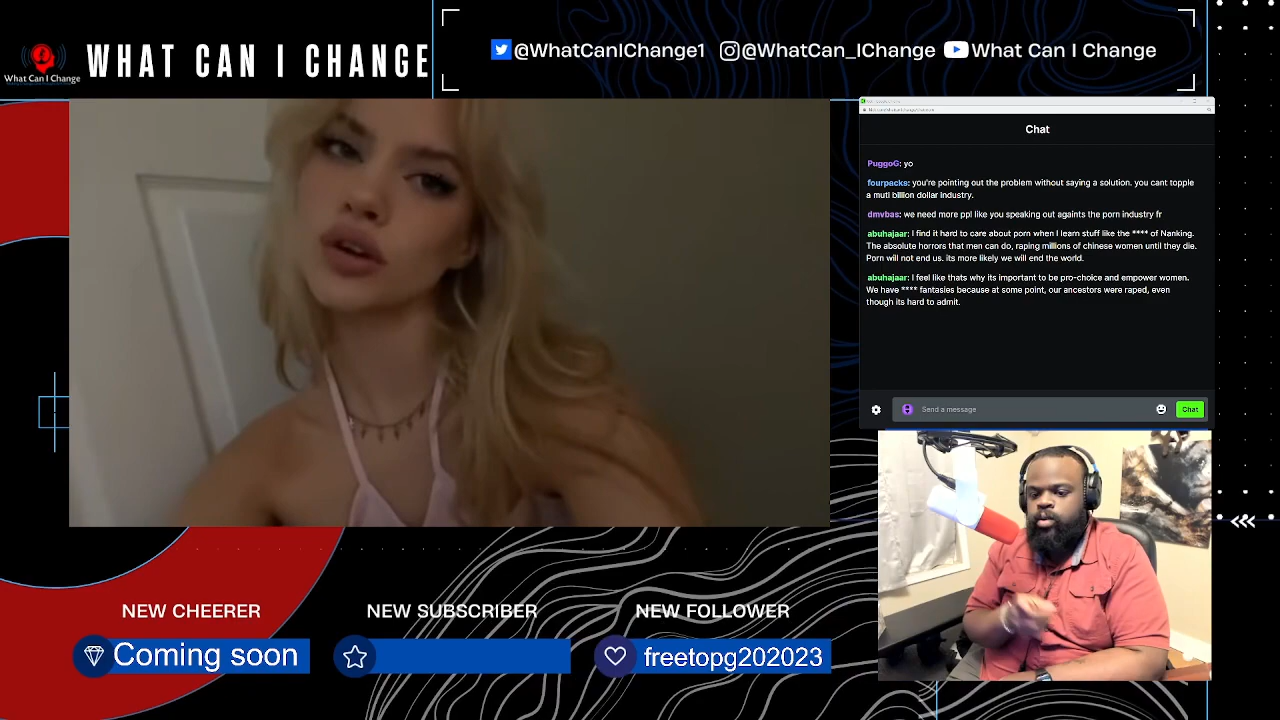 What Can I Change
WHAT CAN I CHANGE
@WhatCanIChange1 @WhatCan_IChange What Can I Change
Chat
PuggoG: yo
fourpacks: you're pointing out the problem without saying a solution. you cant topple
a muti billion dollar industry.
dmvbas: we need more ppl like you speaking out againts the porn industry fr
abuhajaar: I find it hard to care about porn when I learn stuff like the **** of Nanking.
The absolute horrors that men can do, raping millions of chinese women until they die.
Porn will not end us. its more likely we will end the world.
abuhajaar: I feel like thats why its important to be pro-choice and empower women.
We have **** fantasies because at some point, our ancestors were raped, even
though its hard to admit.
Send a message
Chat
NEW CHEERER
NEW SUBSCRIBER
NEW FOLLOWER
Coming soon
freetopg202023